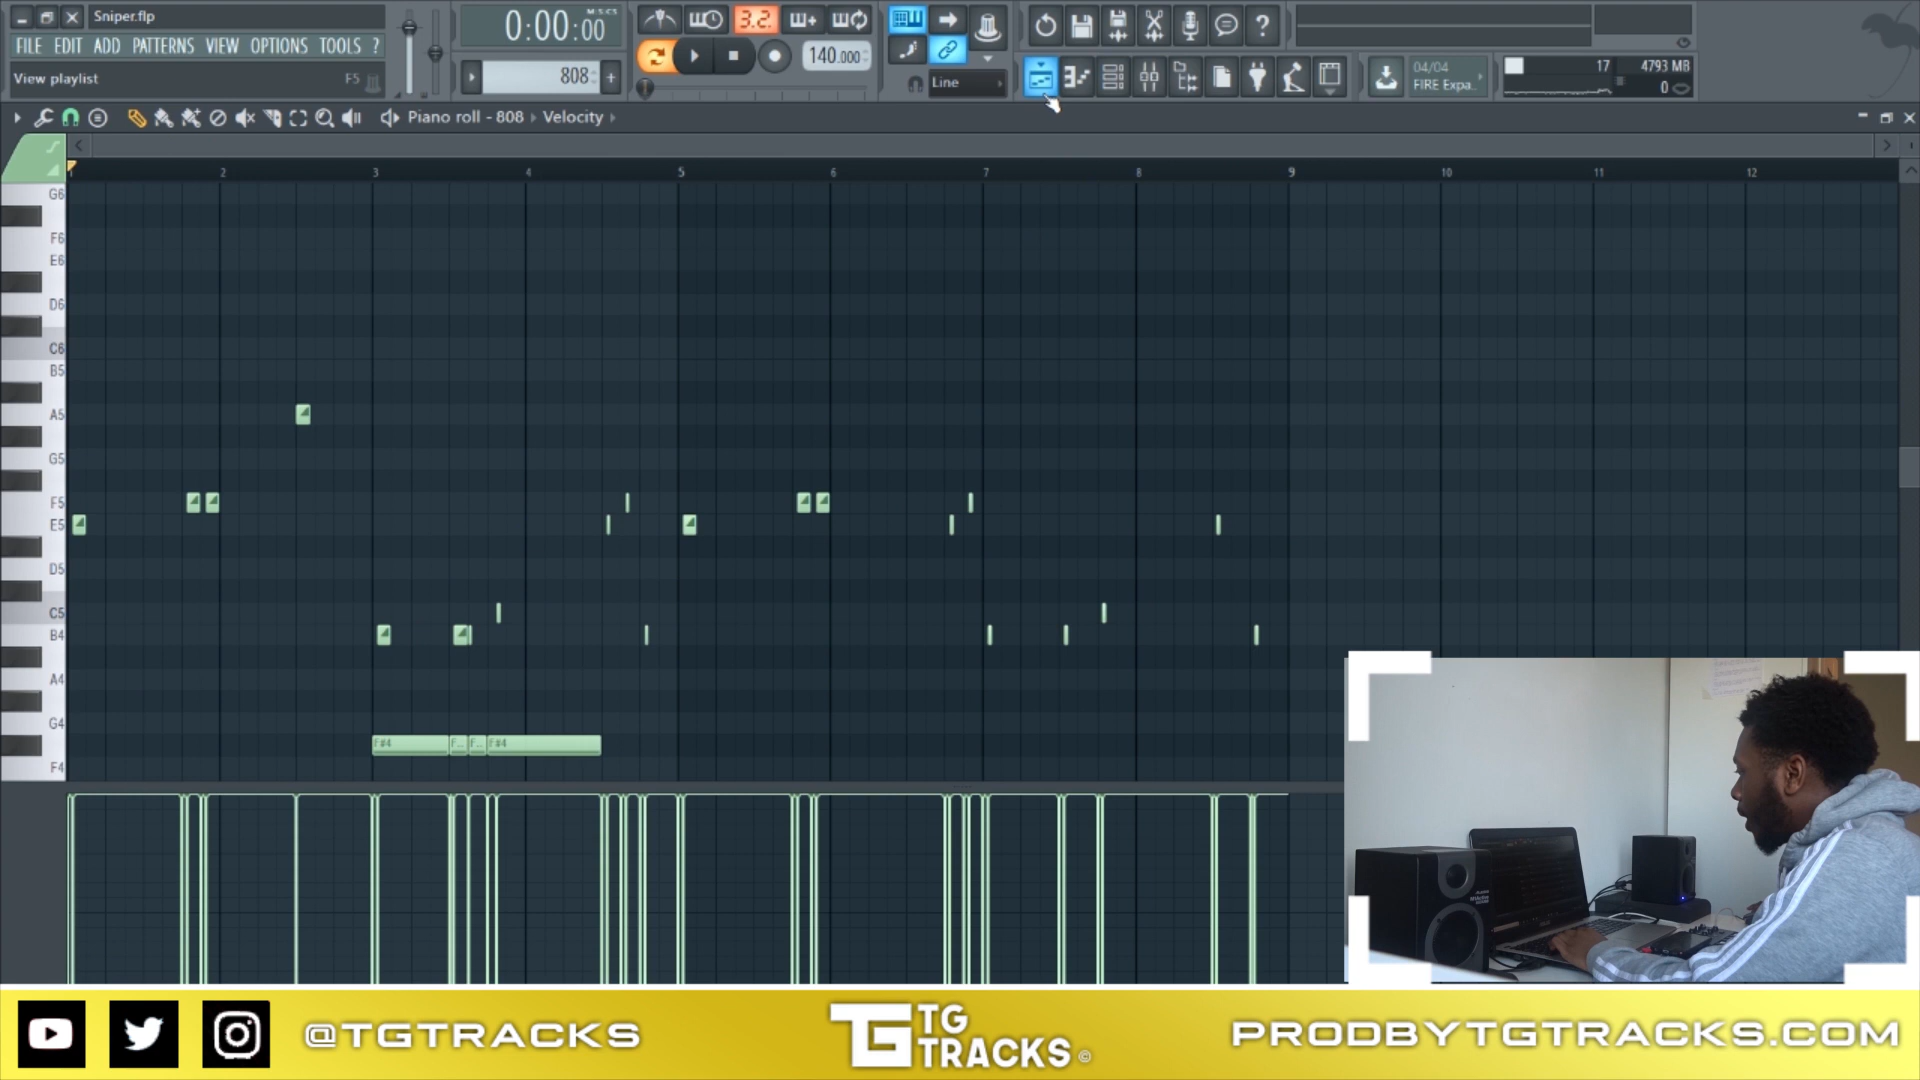 Sniper.flp
FILE EDIT ADD PATTERNS VIEW OPTIONS TOOLS ?
View playlist F5
0:00:00 M:S:CS
808
3.2.
140.000
Line
04/04
FIRE Expa..
17 4793 MB
0
Piano roll - 808 Velocity
1 2 3 4 5 6 7 8 9 10 11 12
G6
F6
E6
D6
C6
B5
A5
G5
F5
E5
D5
C5
B4
A4
G4
F#4 F.. F.. F#4
F4
@TGTRACKS
TG
TRACKS ©
PRODBYTGTRACKS.COM